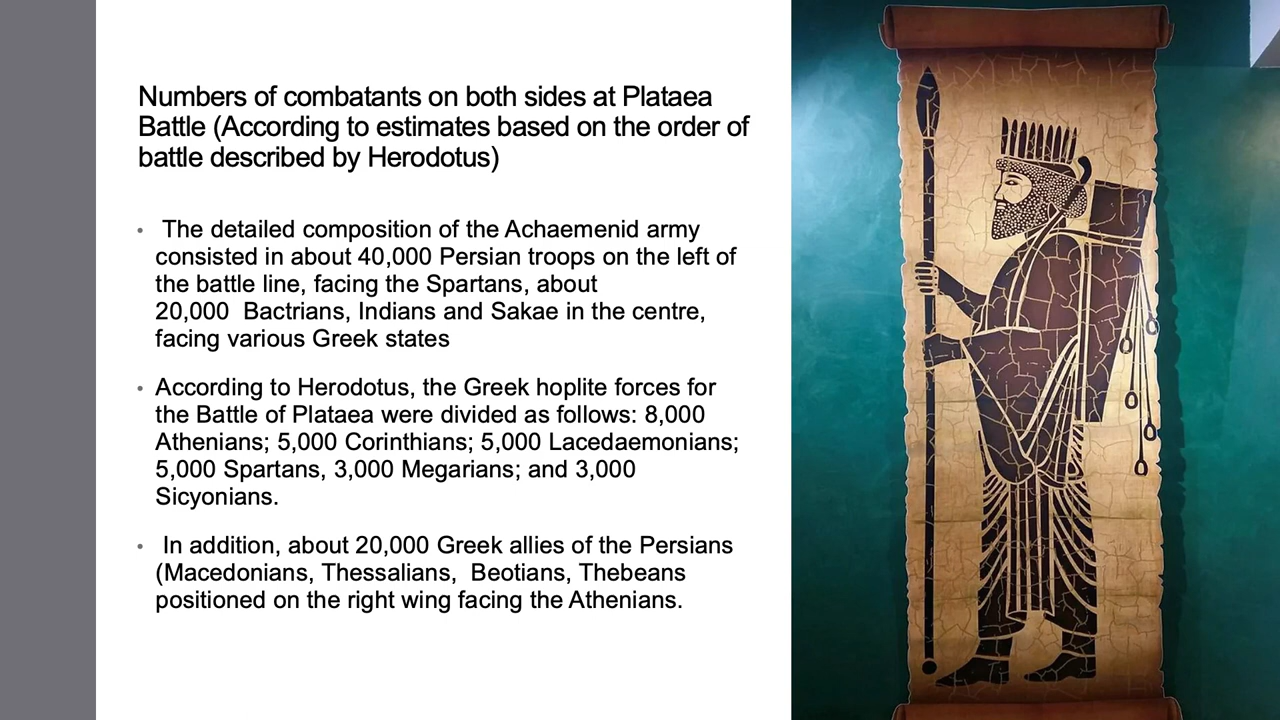 Numbers of combatants on both sides at Plataea
Battle (According to estimates based on the order of
battle described by Herodotus)
• The detailed composition of the Achaemenid army
consisted in about 40,000 Persian troops on the left of
the battle line, facing the Spartans, about
20,000  Bactrians, Indians and Sakae in the centre,
facing various Greek states
• According to Herodotus, the Greek hoplite forces for
the Battle of Plataea were divided as follows: 8,000
Athenians; 5,000 Corinthians; 5,000 Lacedaemonians;
5,000 Spartans, 3,000 Megarians; and 3,000
Sicyonians.
• In addition, about 20,000 Greek allies of the Persians
(Macedonians, Thessalians,  Beotians, Thebeans
positioned on the right wing facing the Athenians.